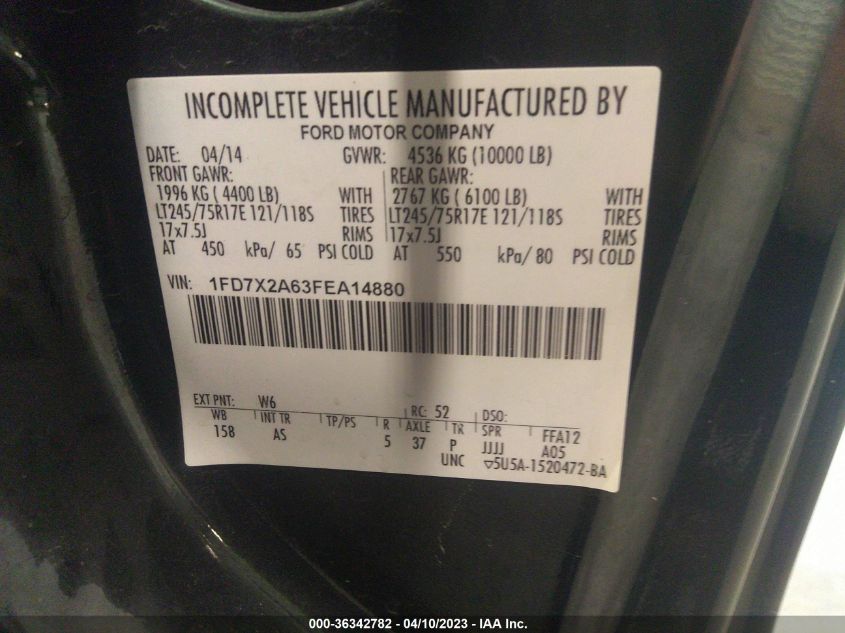 INCOMPLETE VEHICLE MANUFACTURED BY
FORD MOTOR COMPANY
DATE: 04/14 GVWR: 4536 KG (10000 LB)
FRONT GAWR: REAR GAWR:
1996 KG ( 4400 LB) WITH 2767 KG ( 6100 LB) WITH
LT245/75R17E 121/118S TIRES LT245/75R17E 121/118S TIRES
17x7.5J RIMS 17x7.5J RIMS
AT 450 kPa/ 65 PSI COLD AT 550 kPa/ 80 PSI COLD
VIN: 1FD7X2A63FEA14880
EXT PNT: W6 RC: 52 DSO:
WB INT TR TP/PS R AXLE TR SPR FFA12
158 AS 5 37 P JJJJ A05
UNC ▽5U5A-1520472-BA
000-36342782 - 04/10/2023 - IAA Inc.